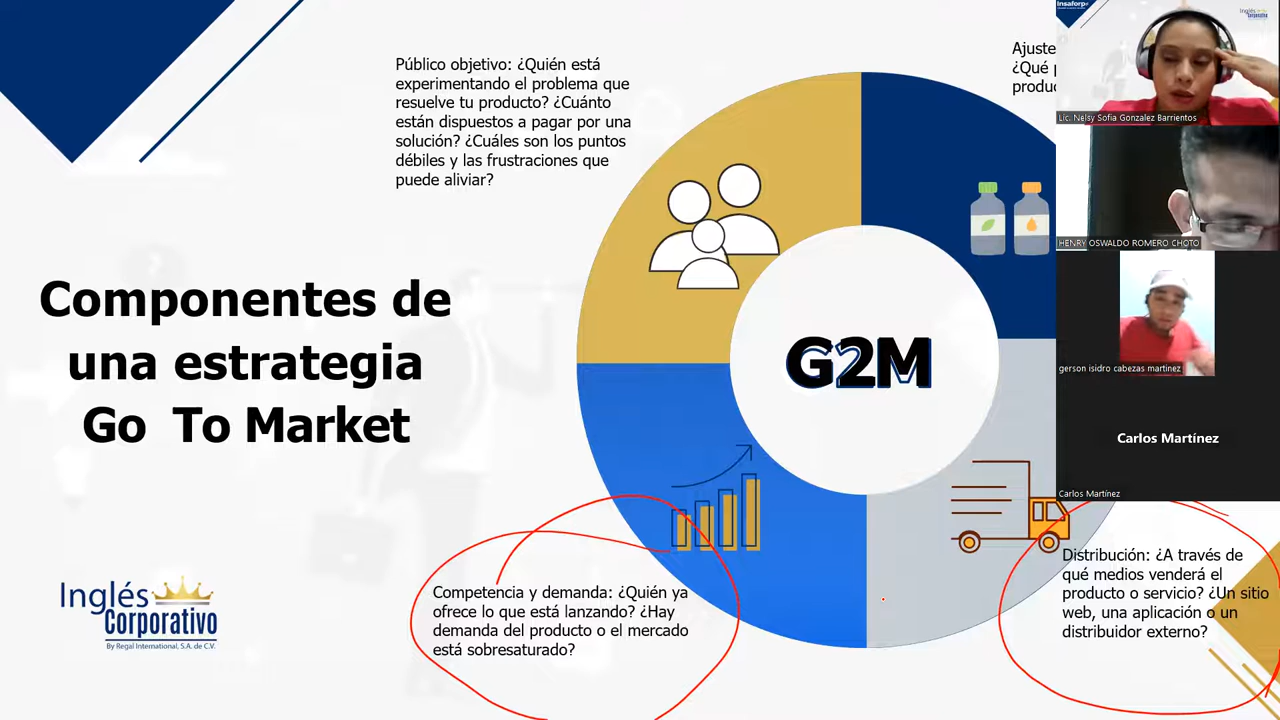 Público objetivo: ¿Quién está
experimentando el problema que
resuelve tu producto? ¿Cuánto
están dispuestos a pagar por una
solución? ¿Cuáles son los puntos
débiles y las frustraciones que
puede aliviar?
Ajuste
¿Qué
produc
Insaforp
Inglés
Corporativo
Lic. Nelsy Sofia Gonzalez Barrientos
HENRY OSWALDO ROMERO CHOTO
gerson isidro cabezas martinez
Carlos Martínez
Carlos Martínez
Componentes de
una estrategia
Go To Market
G2M
Competencia y demanda: ¿Quién ya
ofrece lo que está lanzando? ¿Hay
demanda del producto o el mercado
está sobresaturado?
Distribución: ¿A través de
qué medios venderá el
producto o servicio? ¿Un sitio
web, una aplicación o un
distribuidor externo?
Inglés
Corporativo
By Regal International, S.A. de C.V.